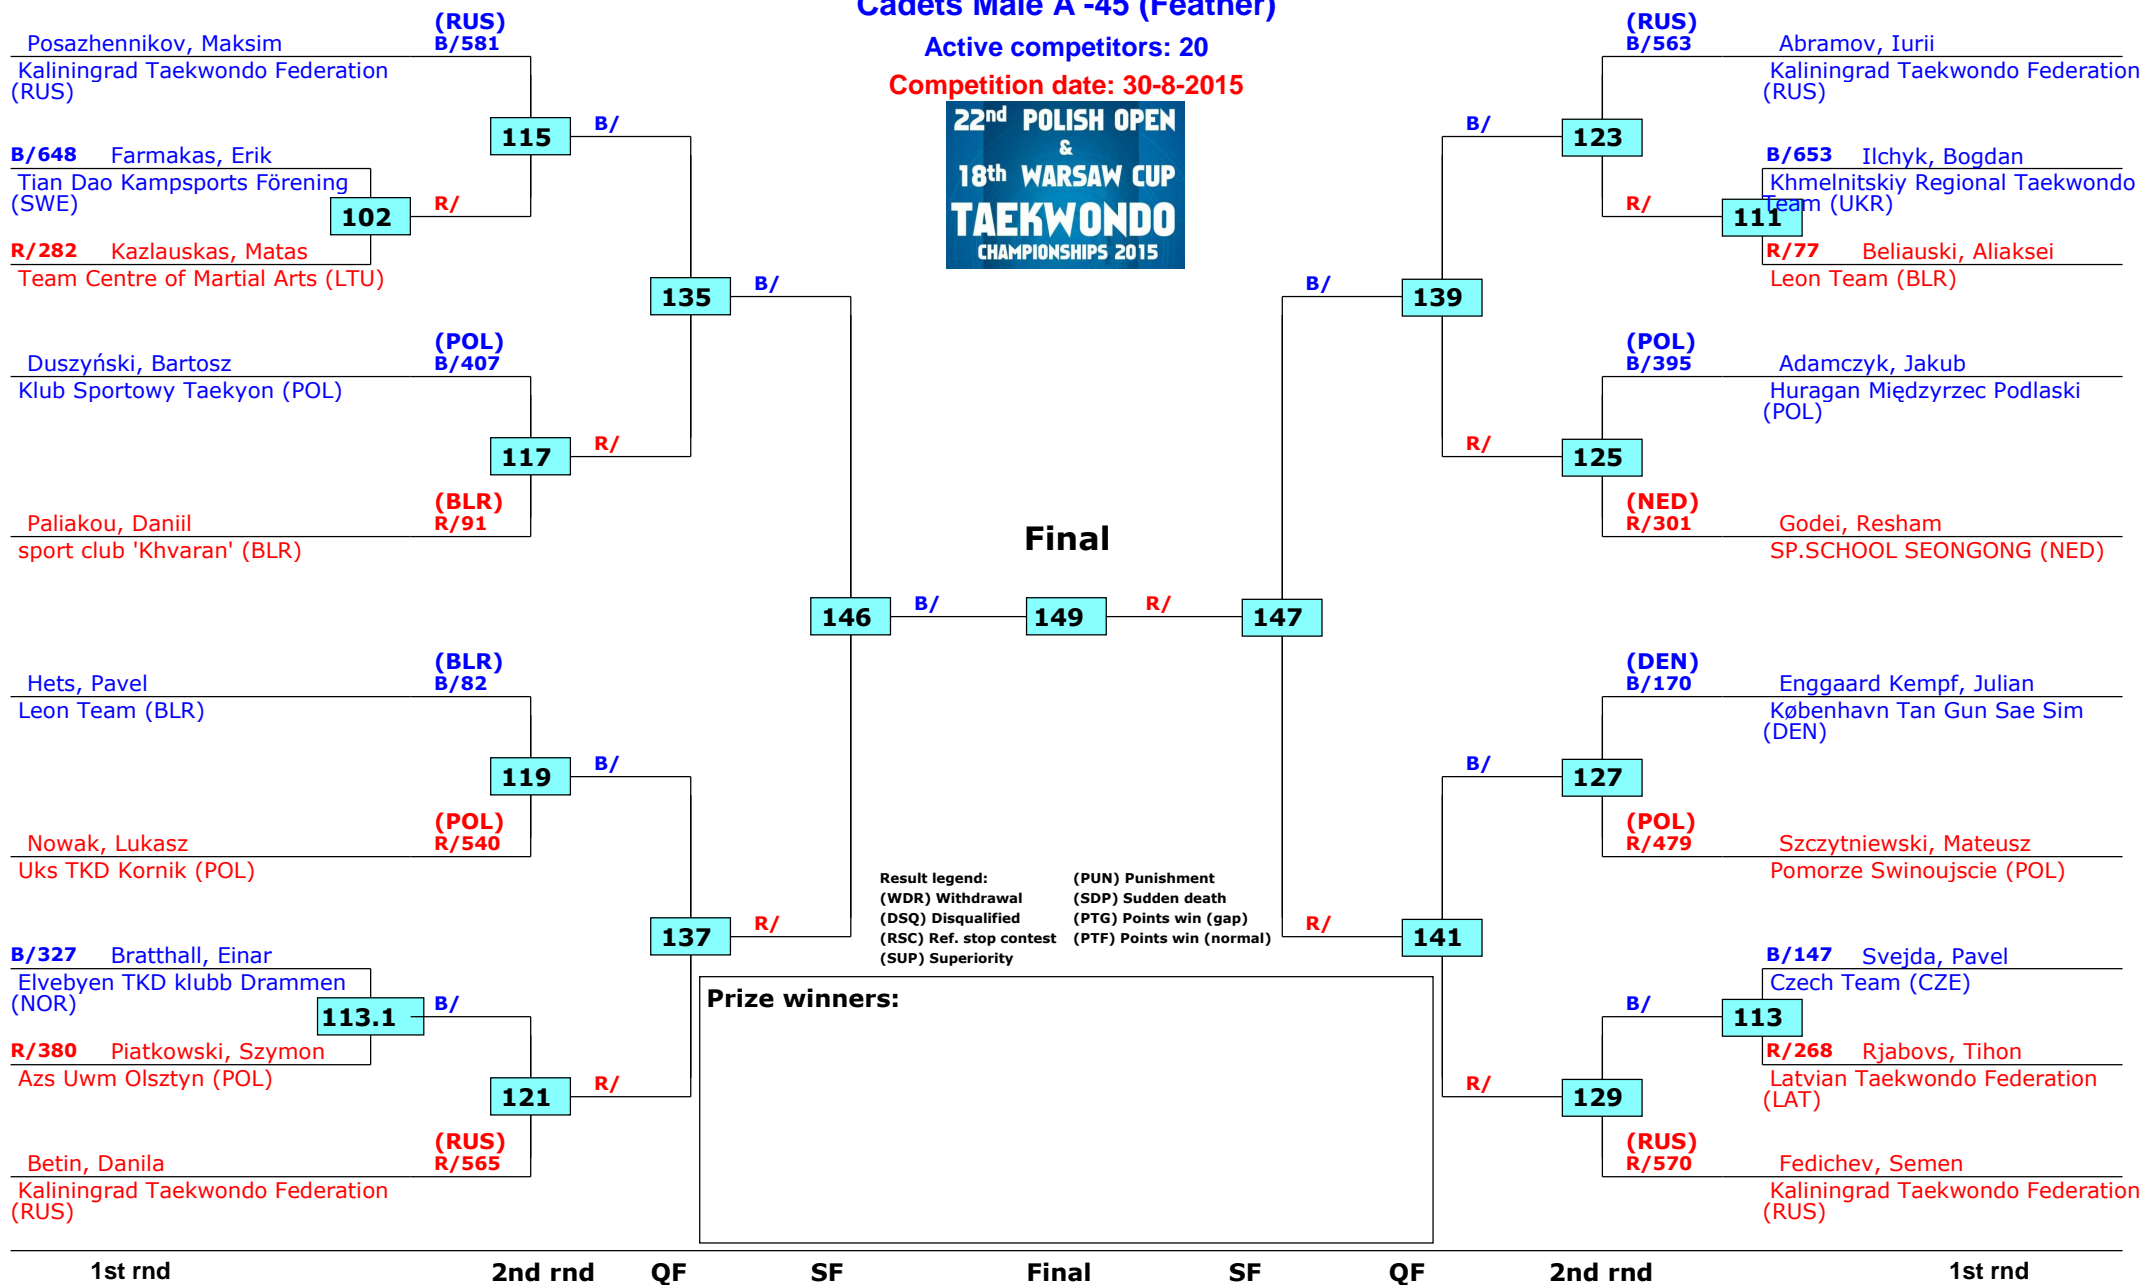 Cadets Male A -45 (Feather)
Active competitors: 20
Competition date: 30-8-2015
22nd POLISH OPEN
&
18th WARSAW CUP
TAEKWONDO
CHAMPIONSHIPS 2015
(RUS)
Posazhennikov, Maksim B/581
Kaliningrad Taekwondo Federation
(RUS)
115
B/
B/648 Farmakas, Erik
Tian Dao Kampsports Förening
(SWE)
102
R/
R/282 Kazlauskas, Matas
Team Centre of Martial Arts (LTU)
135
B/
(POL)
Duszyński, Bartosz B/407
Klub Sportowy Taekyon (POL)
117
R/
(BLR)
Paliakou, Daniil R/91
sport club 'Khvaran' (BLR)
146
B/
(BLR)
Hets, Pavel B/82
Leon Team (BLR)
119
B/
(POL)
Nowak, Lukasz R/540
Uks TKD Kornik (POL)
137
R/
B/327 Bratthall, Einar
Elvebyen TKD klubb Drammen
(NOR)
113.1
B/
R/380 Piatkowski, Szymon
Azs Uwm Olsztyn (POL)
121
R/
(RUS)
Betin, Danila R/565
Kaliningrad Taekwondo Federation
(RUS)
Final
149
R/
147
(RUS)
B/563 Abramov, Iurii
Kaliningrad Taekwondo Federation
(RUS)
B/
123
B/653 Ilchyk, Bogdan
Khmelnitskiy Regional Taekwondo
Team (UKR)
R/
111
R/77 Beliauski, Aliaksei
Leon Team (BLR)
B/
139
(POL)
B/395 Adamczyk, Jakub
Huragan Międzyrzec Podlaski
(POL)
R/
125
(NED)
R/301 Godei, Resham
SP.SCHOOL SEONGONG (NED)
(DEN)
B/170 Enggaard Kempf, Julian
København Tan Gun Sae Sim
(DEN)
B/
127
(POL)
R/479 Szczytniewski, Mateusz
Pomorze Swinoujscie (POL)
R/
141
B/147 Svejda, Pavel
Czech Team (CZE)
B/
113
R/268 Rjabovs, Tihon
Latvian Taekwondo Federation
(LAT)
R/
129
(RUS)
R/570 Fedichev, Semen
Kaliningrad Taekwondo Federation
(RUS)
Result legend: (PUN) Punishment
(WDR) Withdrawal (SDP) Sudden death
(DSQ) Disqualified (PTG) Points win (gap)
(RSC) Ref. stop contest (PTF) Points win (normal)
(SUP) Superiority
Prize winners:
1st rnd 2nd rnd QF SF Final SF QF 2nd rnd 1st rnd